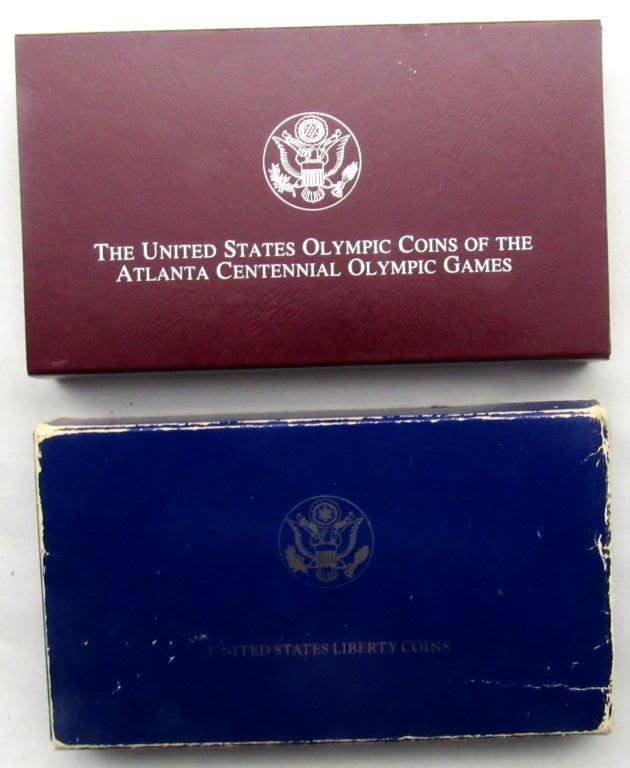 THE UNITED STATES OLYMPIC COINS OF THE
ATLANTA CENTENNIAL OLYMPIC GAMES
UNITED STATES LIBERTY COINS